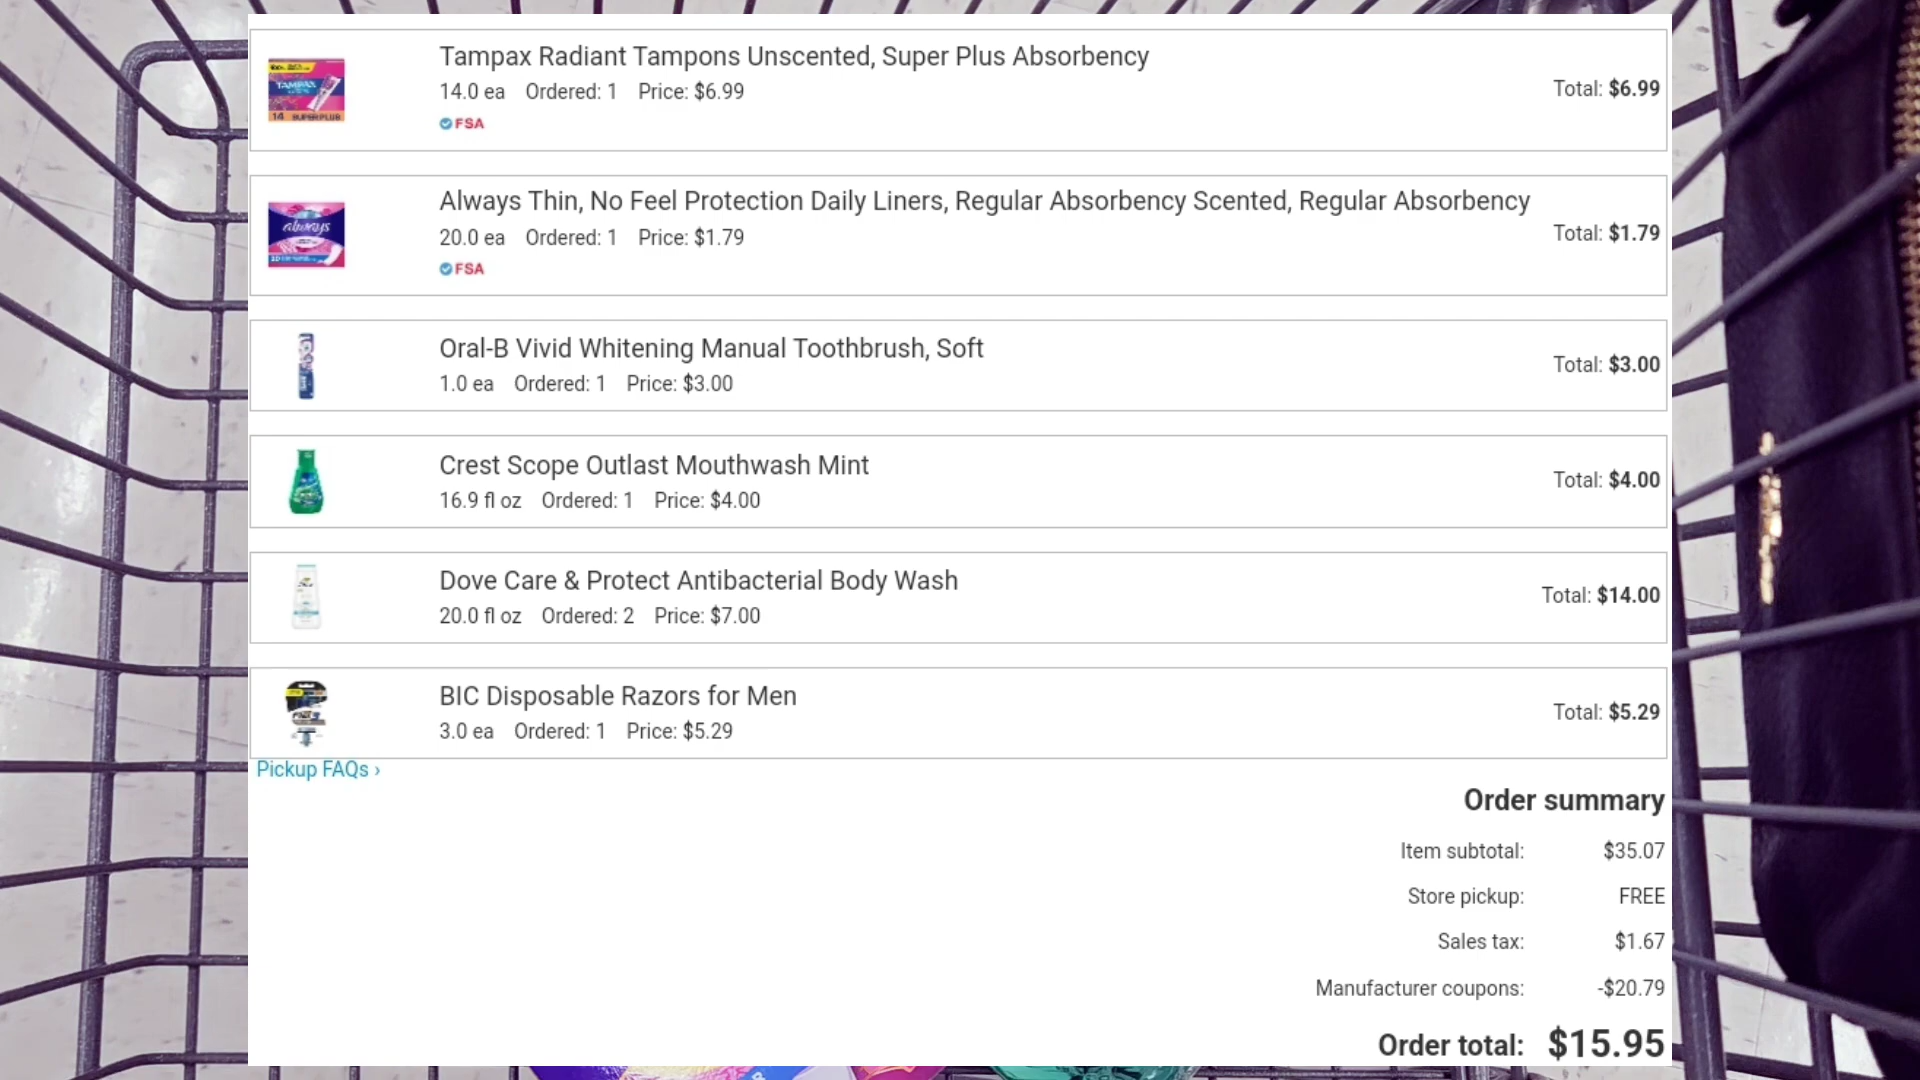 Tampax Radiant Tampons Unscented, Super Plus Absorbency
14.0 ea Ordered: 1 Price: $6.99
Total: $6.99
FSA
TAMPAX
14 SUPER PLUS
Always Thin, No Feel Protection Daily Liners, Regular Absorbency Scented, Regular Absorbency
20.0 ea Ordered: 1 Price: $1.79
Total: $1.79
FSA
always
20
Oral-B Vivid Whitening Manual Toothbrush, Soft
1.0 ea Ordered: 1 Price: $3.00
Total: $3.00
Crest Scope Outlast Mouthwash Mint
16.9 fl oz Ordered: 1 Price: $4.00
Total: $4.00
Dove Care & Protect Antibacterial Body Wash
20.0 fl oz Ordered: 2 Price: $7.00
Total: $14.00
BIC Disposable Razors for Men
3.0 ea Ordered: 1 Price: $5.29
Total: $5.29
Pickup FAQs ›
Order summary
Item subtotal: $35.07
Store pickup: FREE
Sales tax: $1.67
Manufacturer coupons: -$20.79
Order total: $15.95